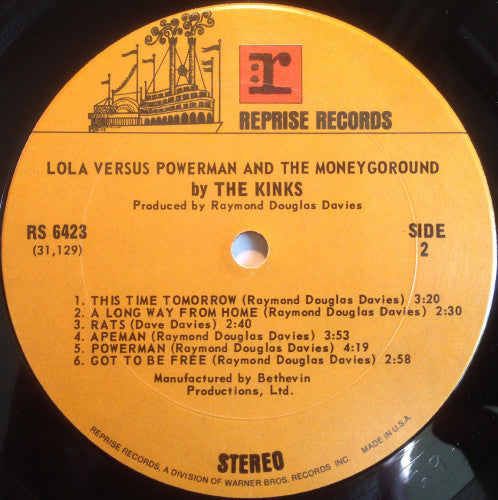 :r
REPRISE RECORDS
LOLA VERSUS POWERMAN AND THE MONEYGOROUND
by THE KINKS
Produced by Raymond Douglas Davies
RS 6423
(31,129)
SIDE
2
1. THIS TIME TOMORROW (Raymond Douglas Davies) 3:20
2. A LONG WAY FROM HOME (Raymond Douglas Davies) 2:30
3. RATS (Dave Davies) 2:40
4. APEMAN (Raymond Douglas Davies) 3:53
5. POWERMAN (Raymond Douglas Davies) 4:19
6. GOT TO BE FREE (Raymond Douglas Davies) 2:58
Manufactured by Bethevin
Productions, Ltd.
STEREO
REPRISE RECORDS, A DIVISION OF WARNER BROS. RECORDS INC.
MADE IN U.S.A.